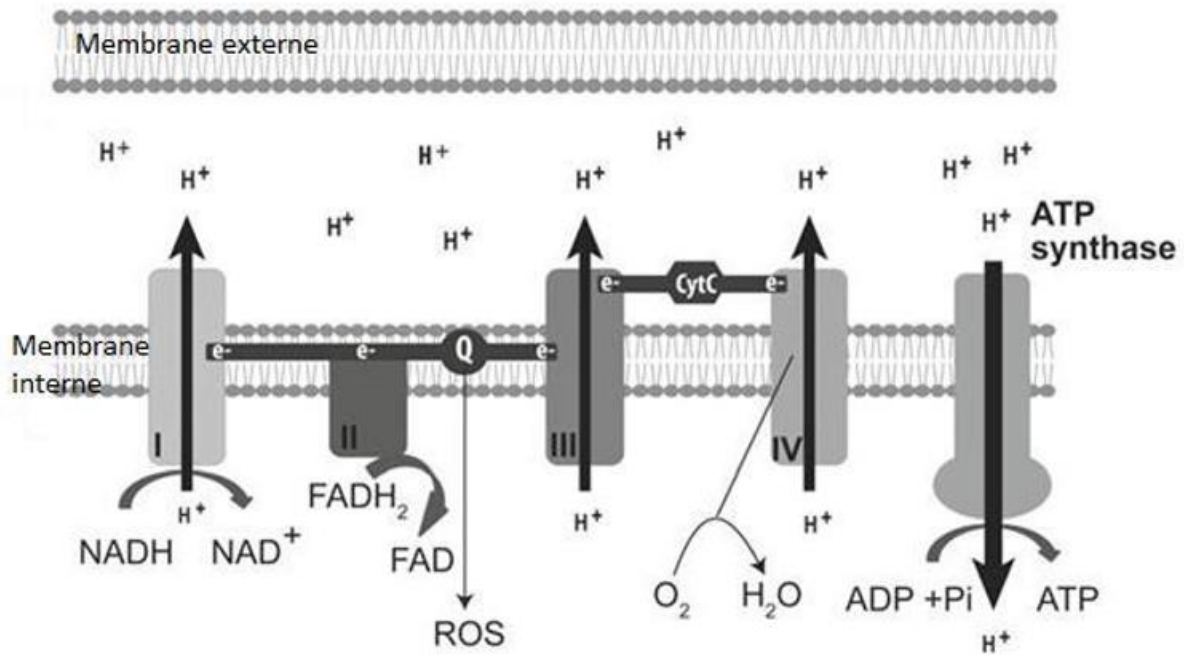 Membrane externe
H⁺
H⁺
H⁺
H⁺
H⁺
H⁺
H⁺
H⁺
H⁺
H⁺
H⁺ ATP
synthase
e- CytC e-
Membrane
interne
e- e- Q e-
I
II
III
IV
FADH₂
H⁺
H⁺
H⁺
NADH NAD⁺
FAD
O₂ H₂O
ADP +Pi ATP
ROS
H⁺